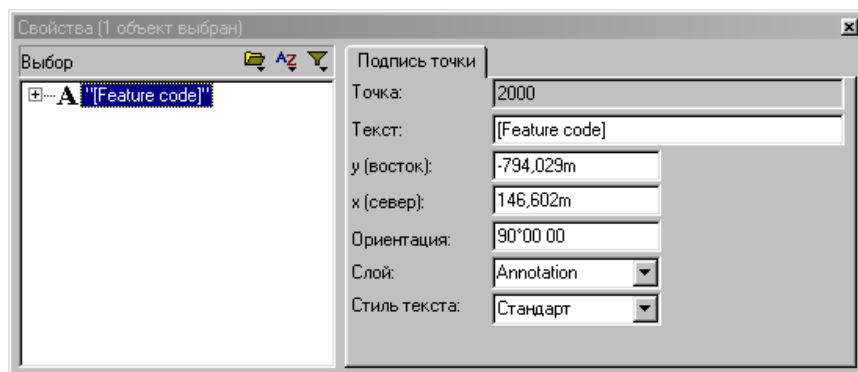 Свойства (1 объект выбран)
Выбор
A "[Feature code]"
Подпись точки
Точка: 2000
Текст: [Feature code]
y (восток): -794,029m
x (север): 146,602m
Ориентация: 90°00 00
Слой: Annotation
Стиль текста: Стандарт